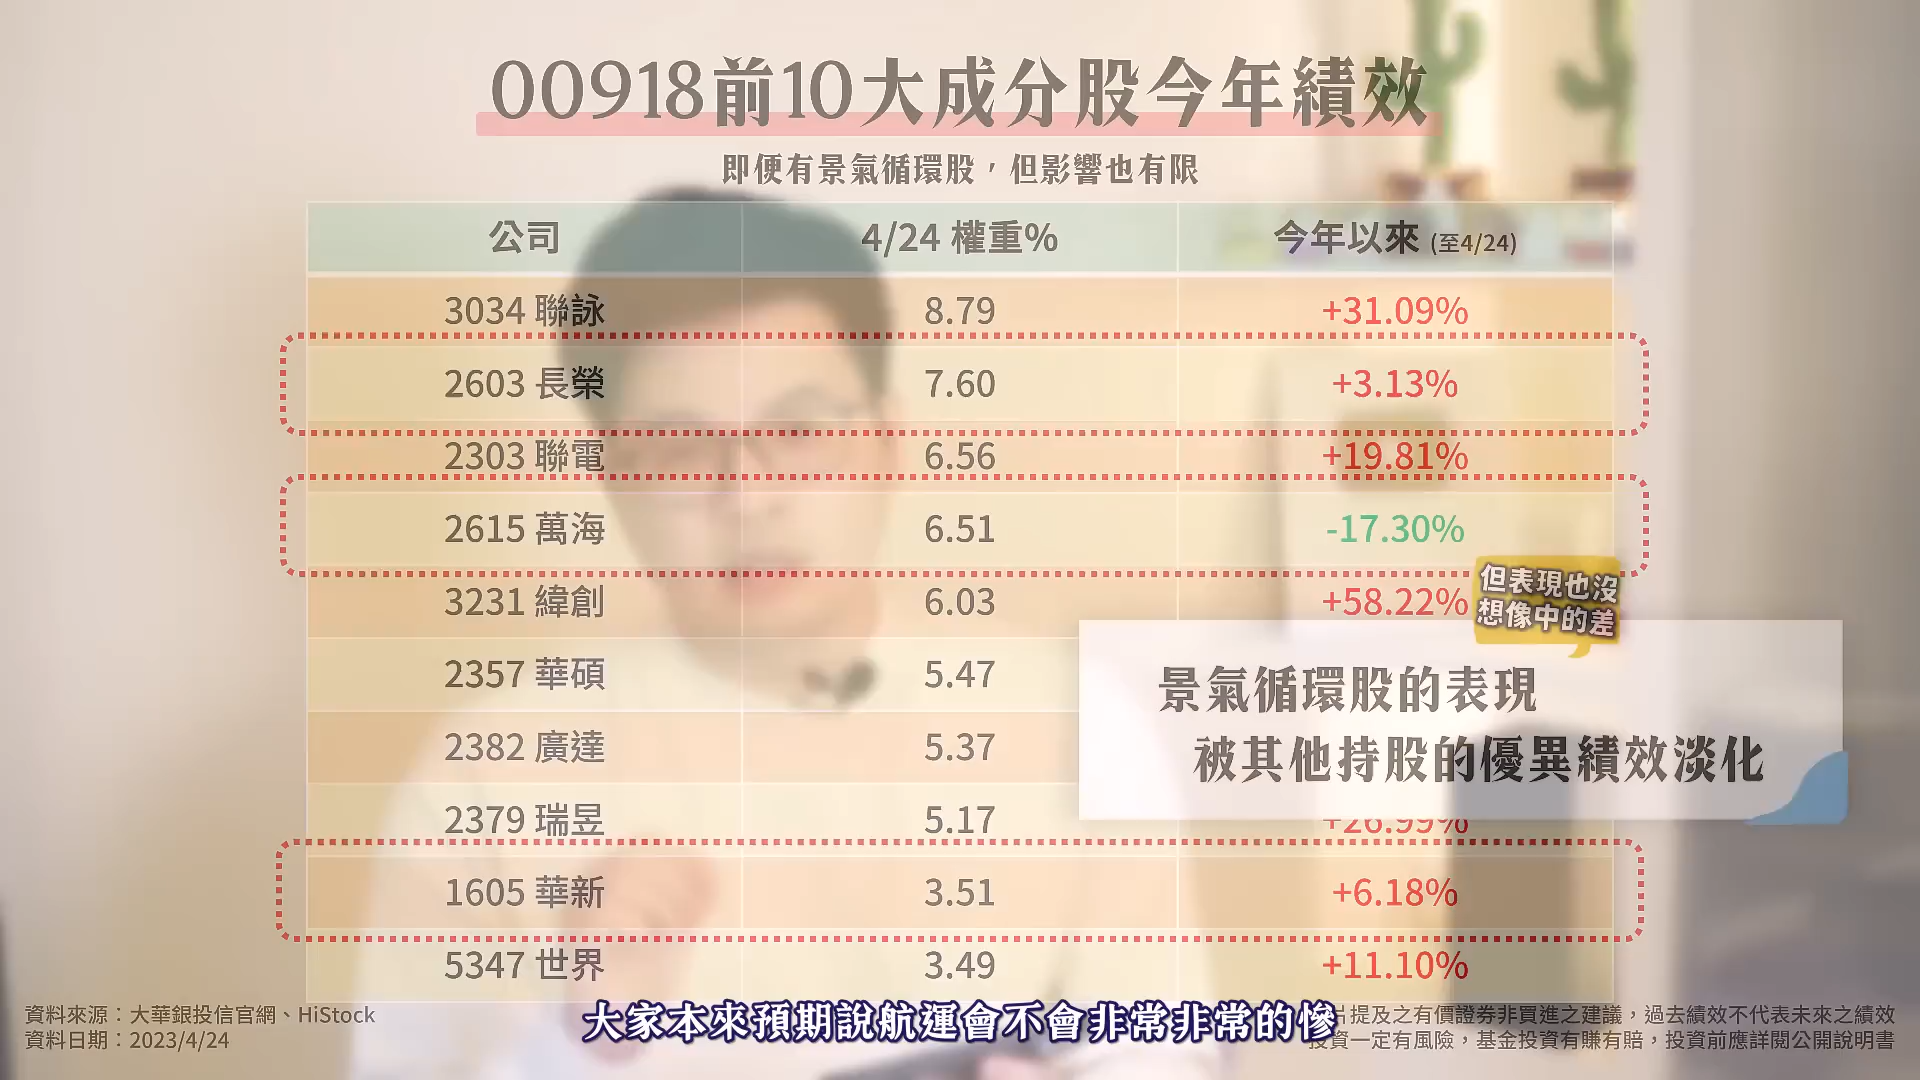 00918前10大成分股今年績效
即便有景氣循環股，但影響也有限
公司 4/24 權重% 今年以來 (至4/24)
3034 聯詠 8.79 +31.09%
2603 長榮 7.60 +3.13%
2303 聯電 6.56 +19.81%
2615 萬海 6.51 -17.30%
3231 緯創 6.03 +58.22%
但表現也沒
想像中的差
2357 華碩 5.47
景氣循環股的表現
2382 廣達 5.37
被其他持股的優異績效淡化
2379 瑞昱 5.17 +26.99%
1605 華新 3.51 +6.18%
5347 世界 3.49 +11.10%
資料來源：大華銀投信官網、HiStock
資料日期：2023/4/24
大家本來預期說航運會不會非常非常的慘
提及之有價證券非買進之建議，過去績效不代表未來之績效
投資一定有風險，基金投資有賺有賠，投資前應詳閱公開說明書